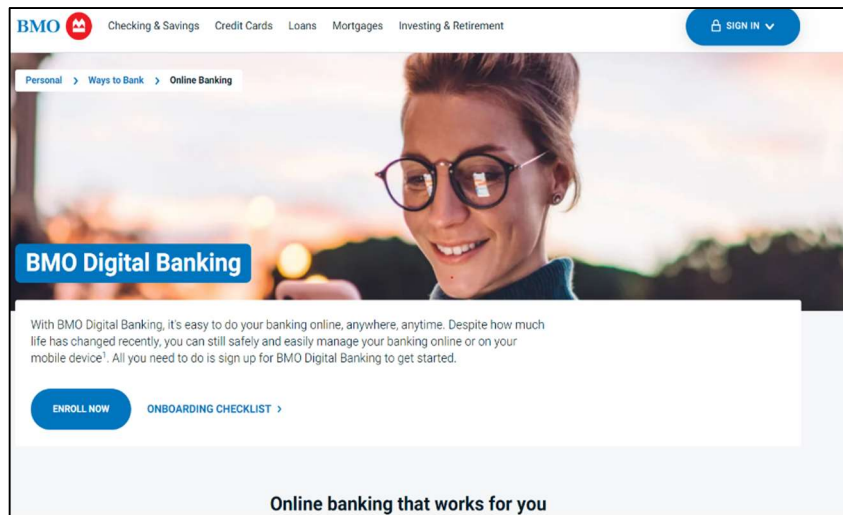 BMO Checking & Savings Credit Cards Loans Mortgages Investing & Retirement SIGN IN
Personal > Ways to Bank > Online Banking
BMO Digital Banking
With BMO Digital Banking, it's easy to do your banking online, anywhere, anytime. Despite how much
life has changed recently, you can still safely and easily manage your banking online or on your
mobile device¹. All you need to do is sign up for BMO Digital Banking to get started.
ENROLL NOW ONBOARDING CHECKLIST >
Online banking that works for you